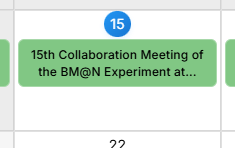 15
15th Collaboration Meeting of
the BM@N Experiment at...
22